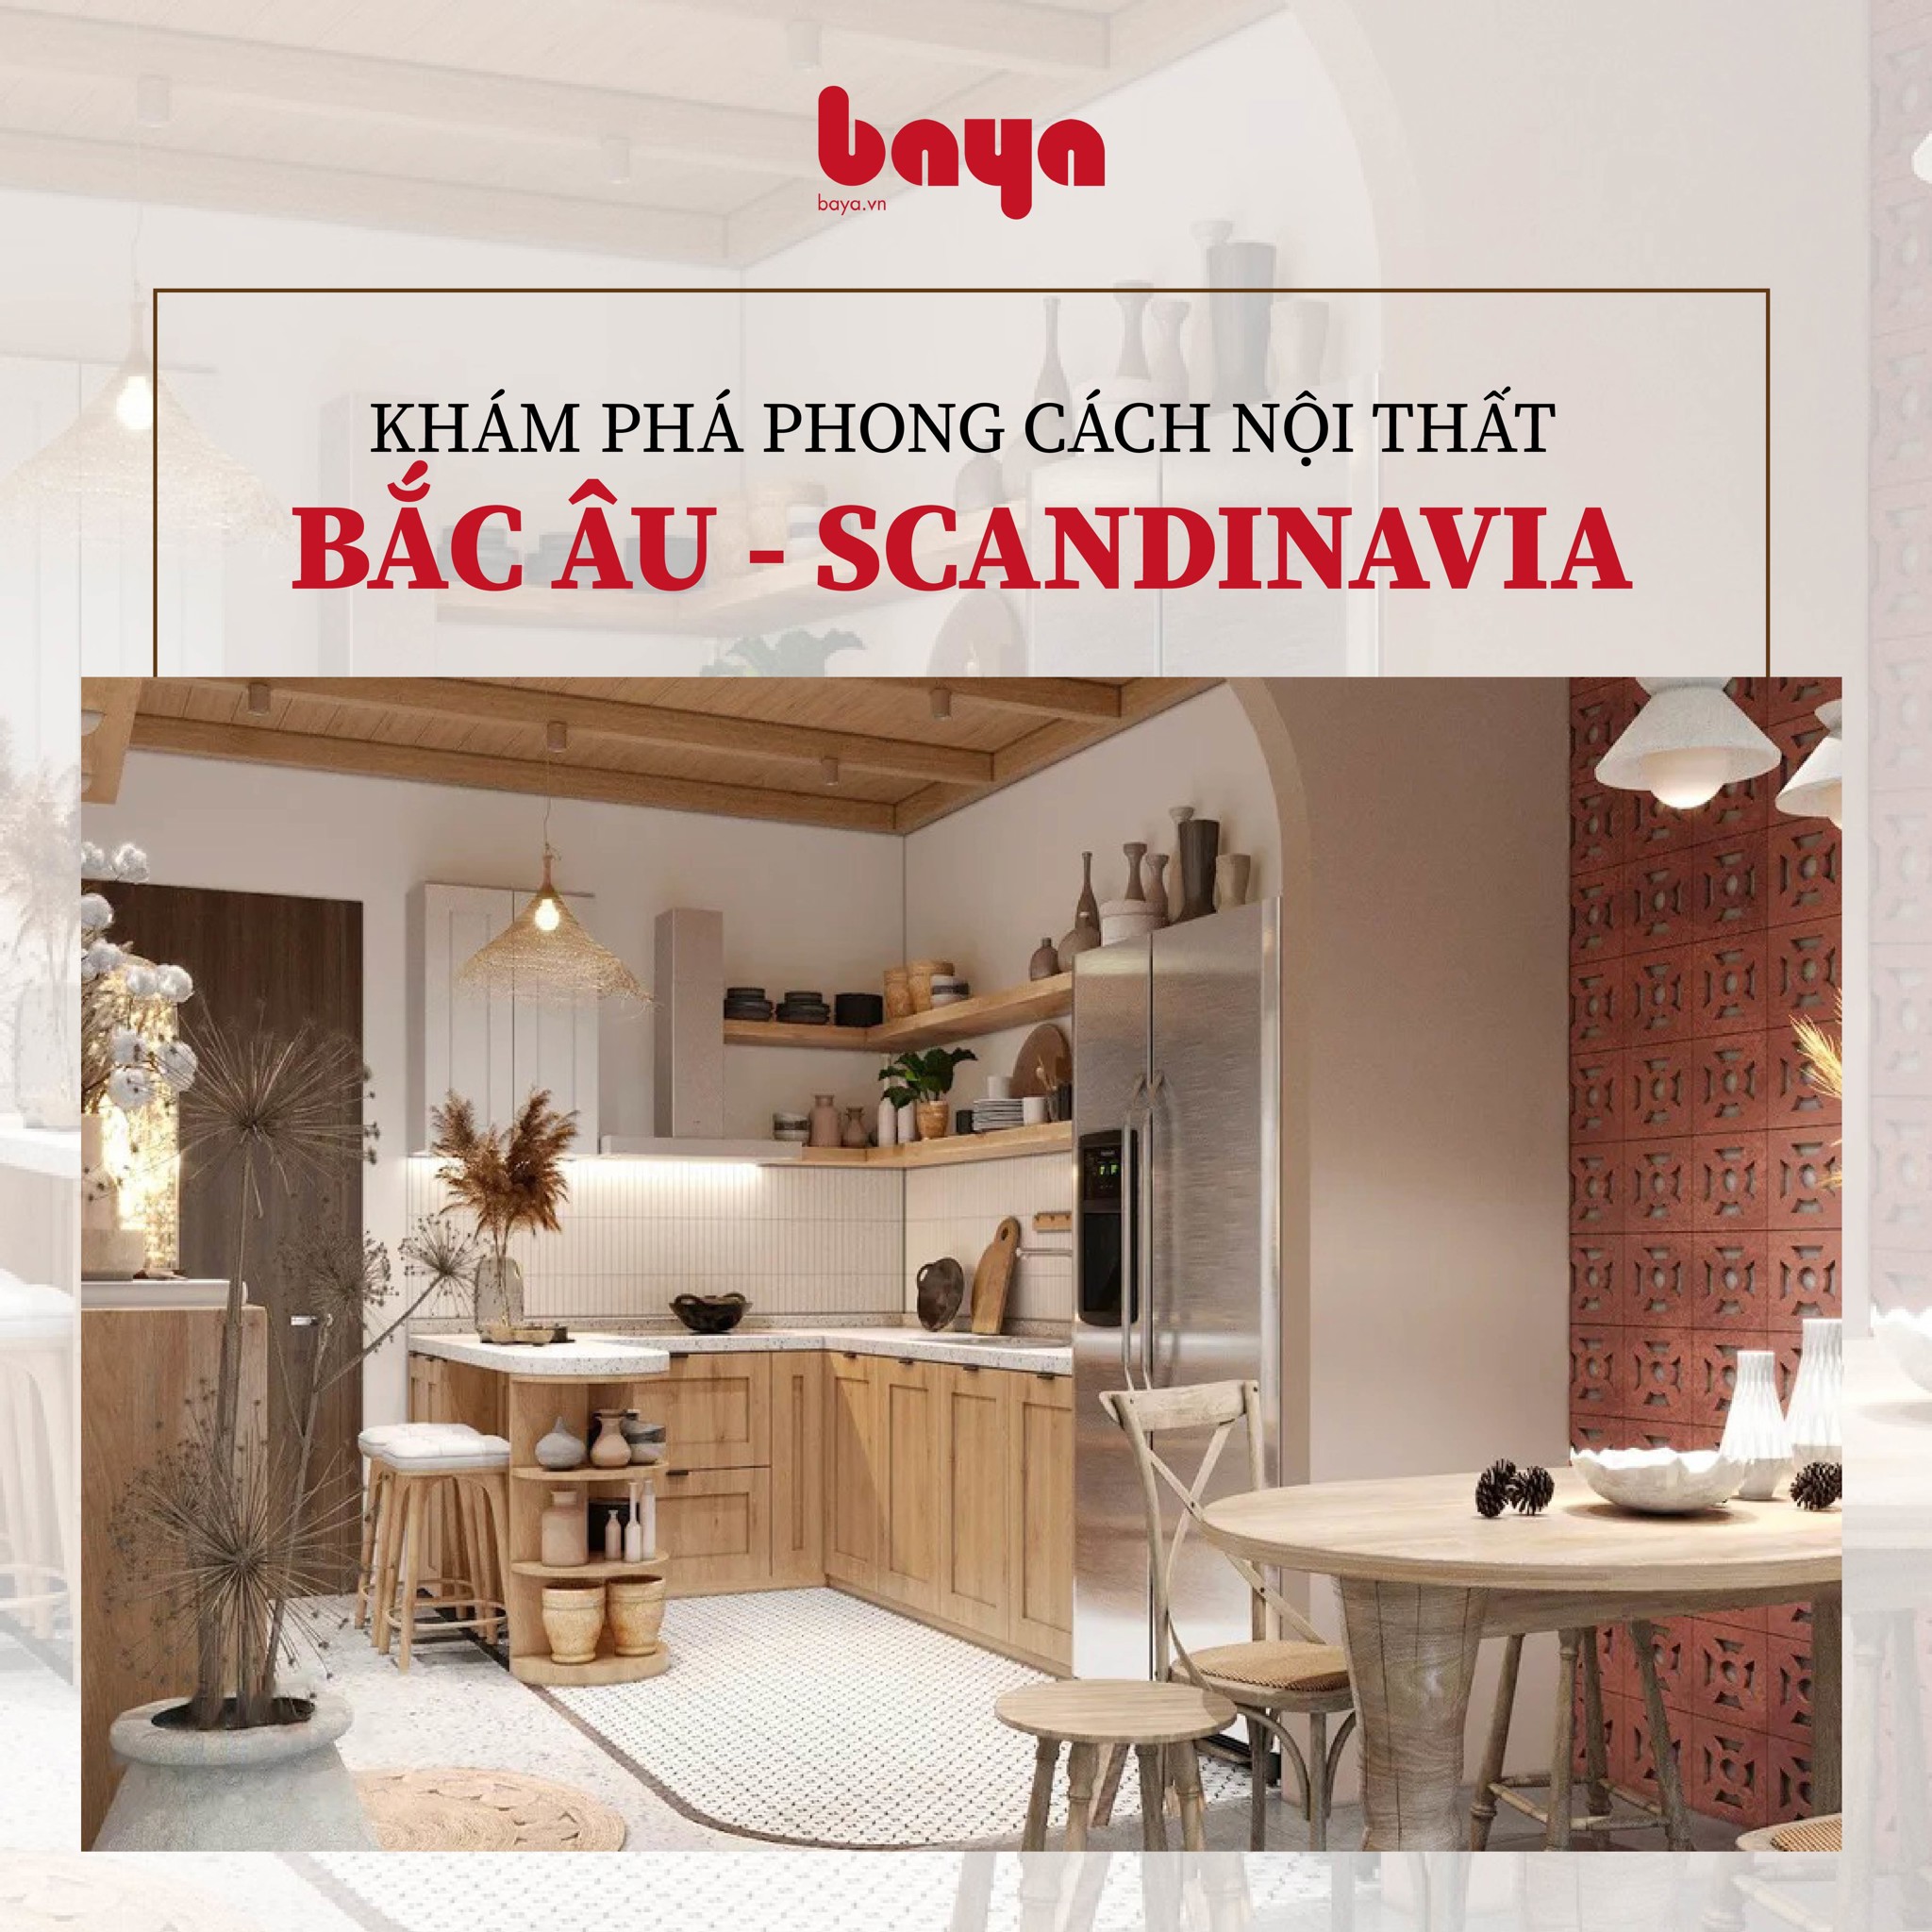 baya
baya.vn
KHÁM PHÁ PHONG CÁCH NỘI THẤT
BẮC ÂU - SCANDINAVIA